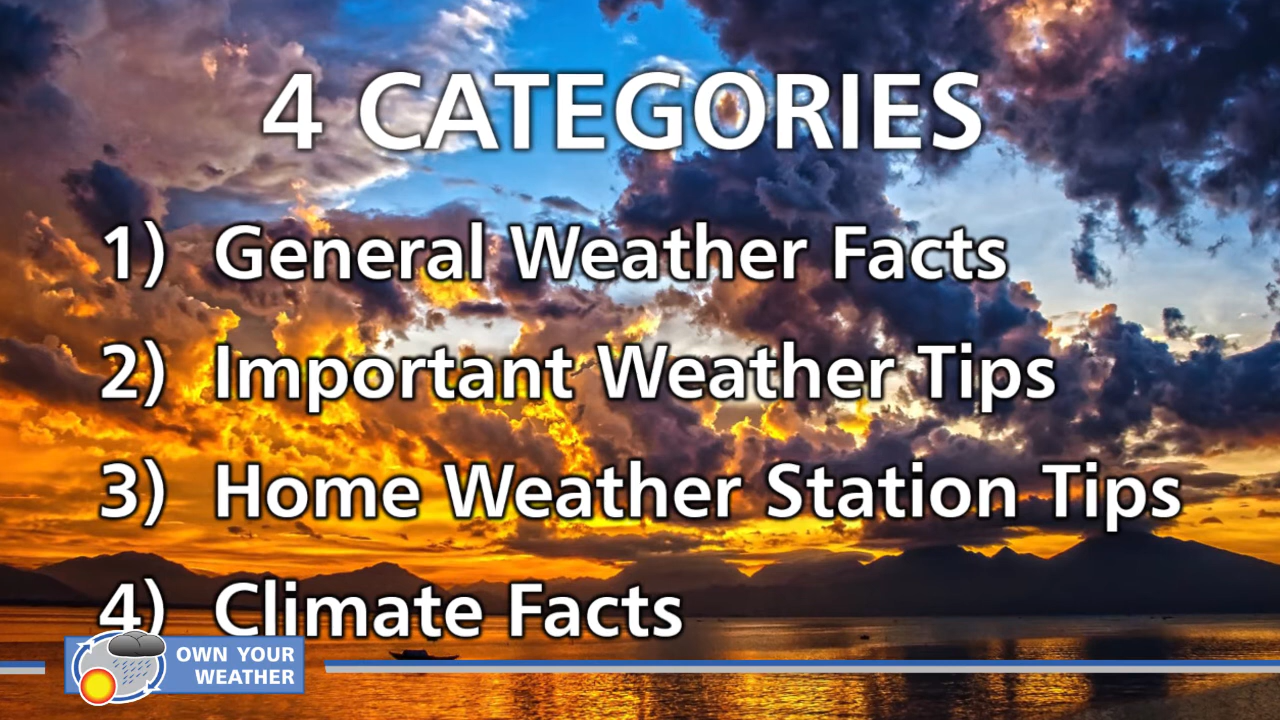 4 CATEGORIES
1) General Weather Facts
2) Important Weather Tips
3) Home Weather Station Tips
4) Climate Facts
OWN YOUR
WEATHER